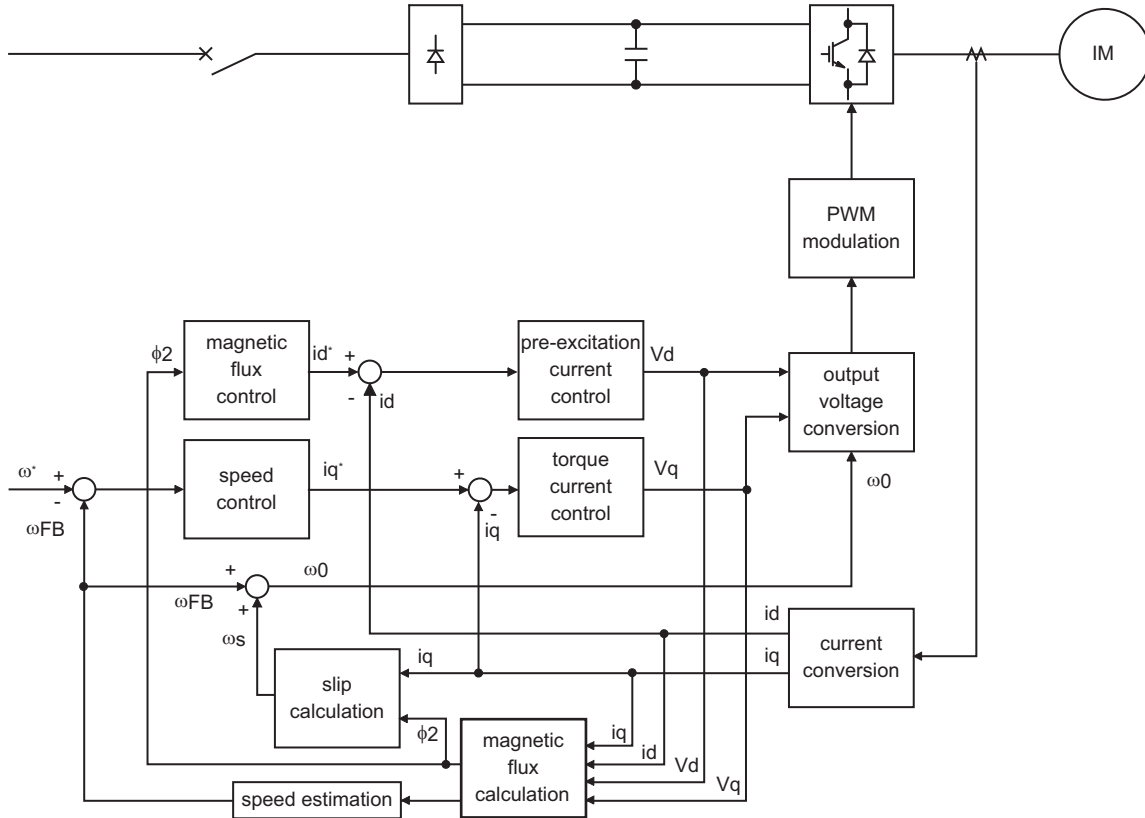 IM
PWM
modulation
magnetic
flux
control
pre-excitation
current
control
output
voltage
conversion
ϕ2
id*
+
-
id
Vd
speed
control
torque
current
control
ω*
+
-
ωFB
iq*
+
-
iq
Vq
ω0
+
ωFB
+
ω0
ωs
slip
calculation
iq
ϕ2
id
iq
current
conversion
magnetic
flux
calculation
iq
id
Vd
Vq
speed estimation